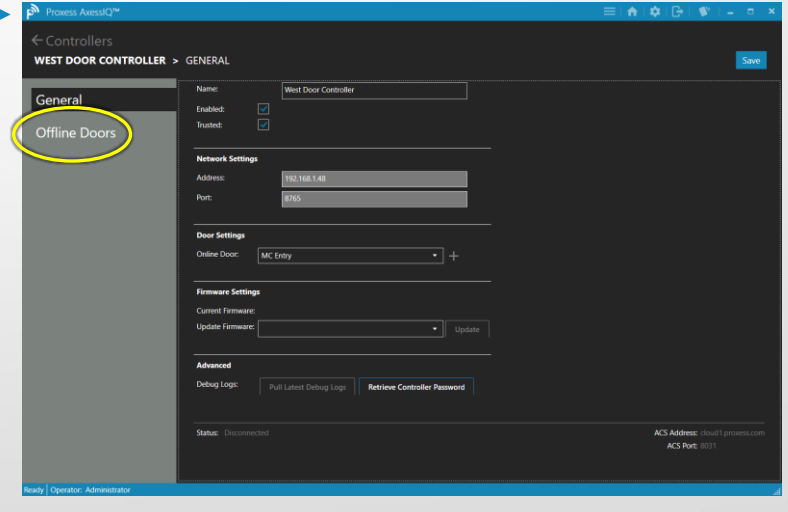 Proxess AxessIQ™
Controllers
WEST DOOR CONTROLLER > GENERAL
Save
General
Offline Doors
Name: West Door Controller
Enabled:
Trusted:
Network Settings
Address: 192.168.1.48
Port: 8765
Door Settings
Online Door: MC Entry
Firmware Settings
Current Firmware:
Update Firmware: Update
Advanced
Debug Logs: Pull Latest Debug Logs Retrieve Controller Password
Status: Disconnected
ACS Address: cloud1.proxess.com
ACS Port: 8031
Ready Operator: Administrator